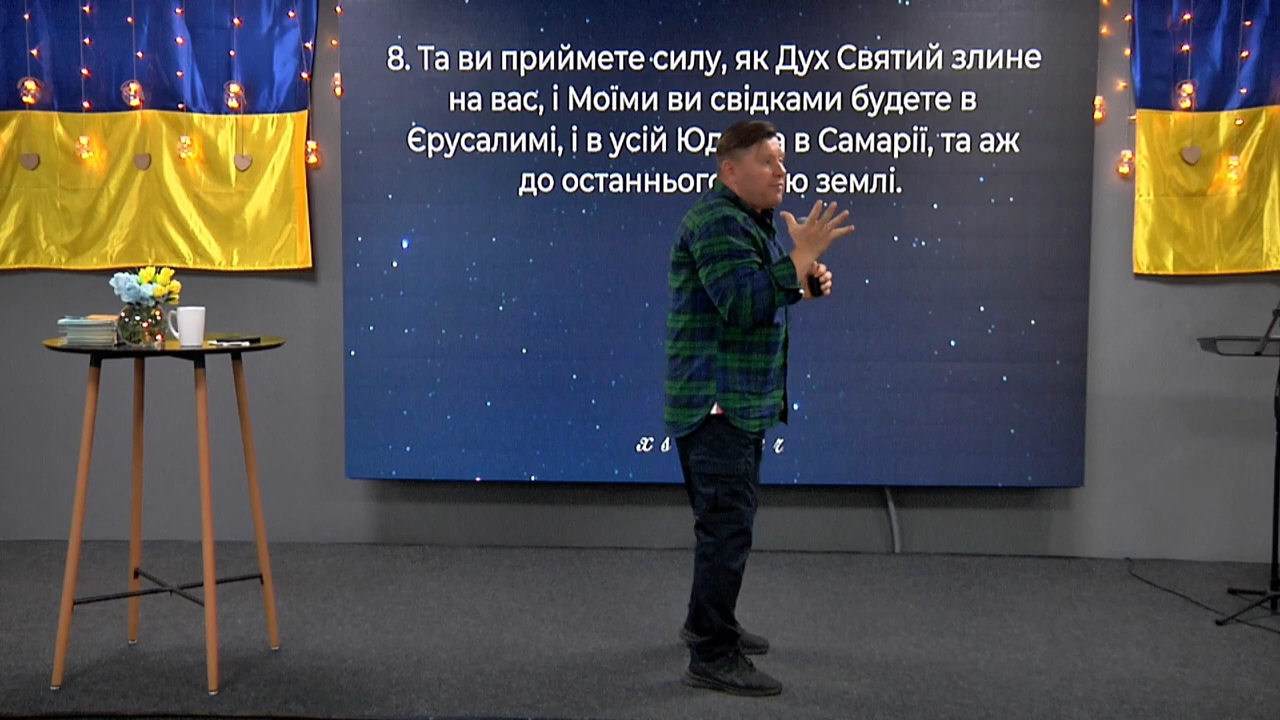 8. Та ви приймете силу, як Дух Святий злине
на вас, і Моїми ви свідками будете в
Єрусалимі, і в усій в Самарії, та аж
до землі.